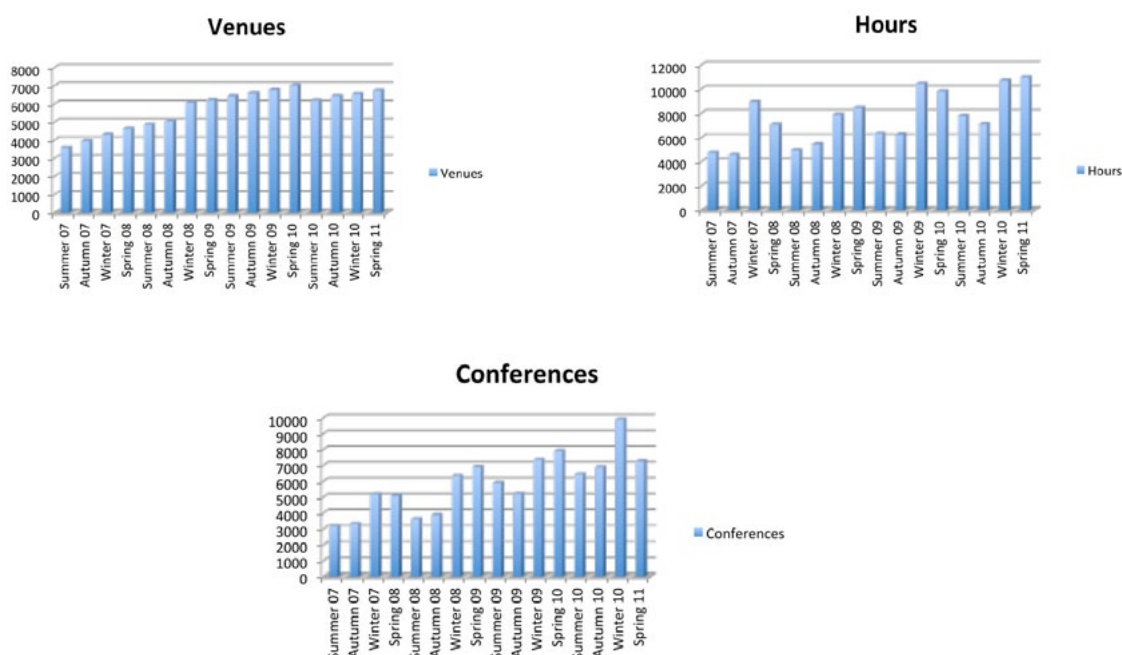 Venues
8000
7000
6000
5000
4000
3000
2000
1000
0
Summer 07
Autumn 07
Winter 07
Spring 08
Summer 08
Autumn 08
Winter 08
Spring 09
Summer 09
Autumn 09
Winter 09
Spring 10
Summer 10
Autumn 10
Winter 10
Spring 11
Venues
Hours
12000
10000
8000
6000
4000
2000
0
Summer 07
Autumn 07
Winter 07
Spring 08
Summer 08
Autumn 08
Winter 08
Spring 09
Summer 09
Autumn 09
Winter 09
Spring 10
Summer 10
Autumn 10
Winter 10
Spring 11
Hours
Conferences
10000
9000
8000
7000
6000
5000
4000
3000
2000
1000
0
Summer 07
Autumn 07
Winter 07
Spring 08
Summer 08
Autumn 08
Winter 08
Spring 09
Summer 09
Autumn 09
Winter 09
Spring 10
Summer 10
Autumn 10
Winter 10
Spring 11
Conferences